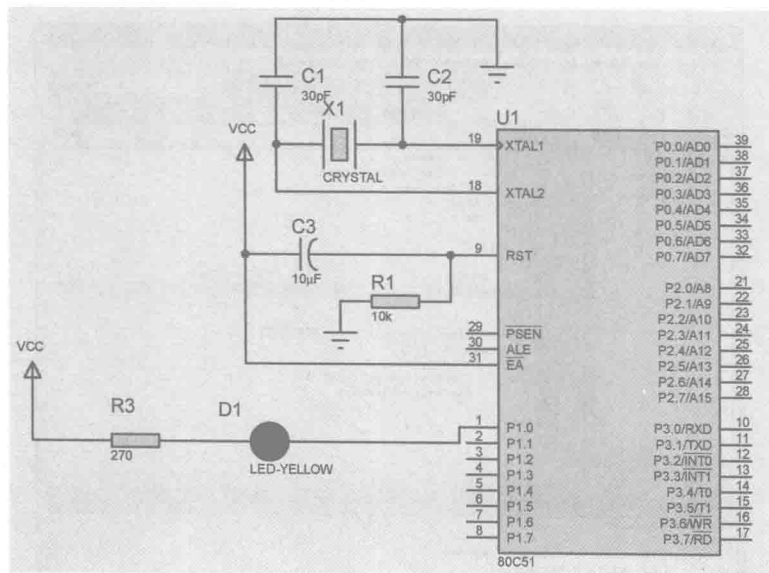 C1
30pF
C2
30pF
X1
CRYSTAL
VCC
U1
19
XTAL1
18
XTAL2
C3
10μF
9
RST
R1
10k
29
PSEN
30
ALE
31
EA
VCC
R3
270
D1
LED-YELLOW
1
P1.0
2
P1.1
3
P1.2
4
P1.3
5
P1.4
6
P1.5
7
P1.6
8
P1.7
P0.0/AD0
39
P0.1/AD1
38
P0.2/AD2
37
P0.3/AD3
36
P0.4/AD4
35
P0.5/AD5
34
P0.6/AD6
33
P0.7/AD7
32
P2.0/A8
21
P2.1/A9
22
P2.2/A10
23
P2.3/A11
24
P2.4/A12
25
P2.5/A13
26
P2.6/A14
27
P2.7/A15
28
P3.0/RXD
10
P3.1/TXD
11
P3.2/INT0
12
P3.3/INT1
13
P3.4/T0
14
P3.5/T1
15
P3.6/WR
16
P3.7/RD
17
80C51